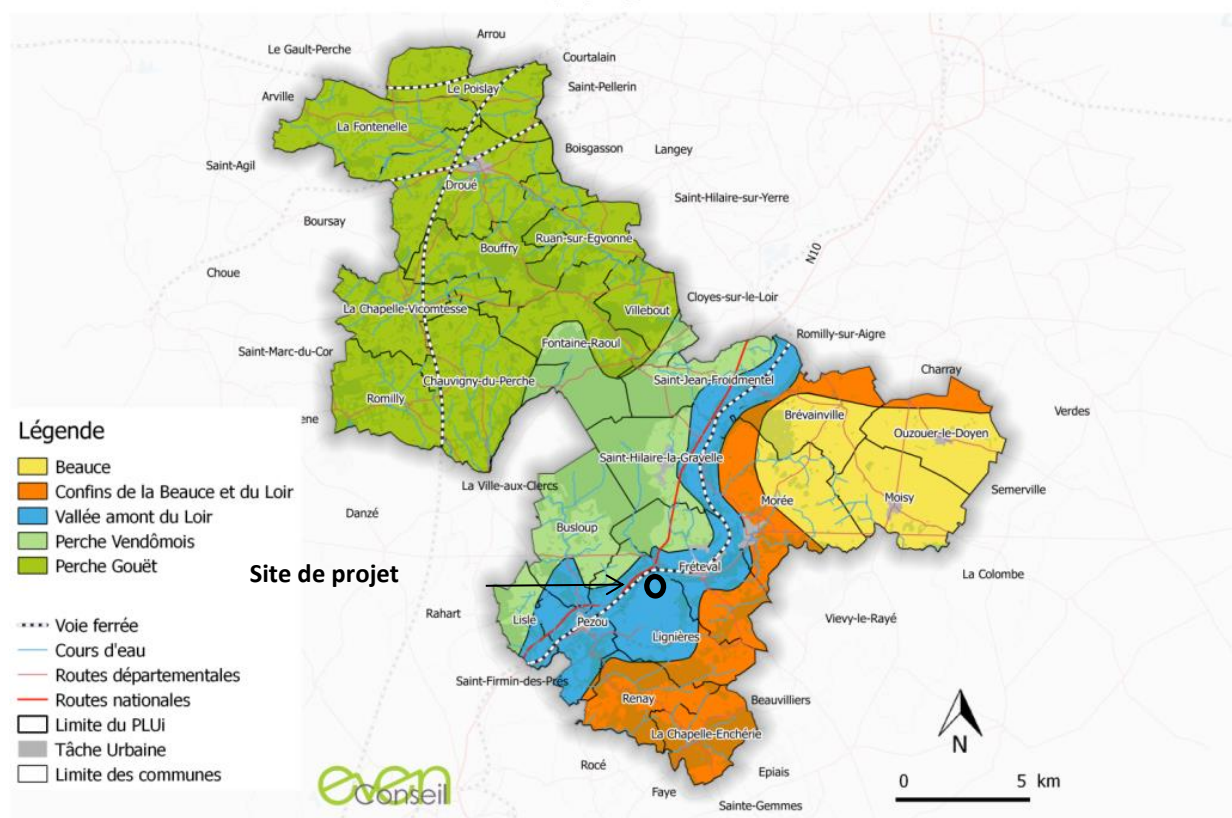 Arrou
Le Gault-Perche
Courtalain
Le Poislay
Saint-Pellerin
Arville
La Fontenelle
Boisgasson
Langey
Saint-Agil
Droué
Saint-Hilaire-sur-Yerre
Boursay
Ruan-sur-Egvonne
Bouffry
N10
Choue
Cloyes-sur-le-Loir
La Chapelle-Vicomtesse
Villebout
Romilly-sur-Aigre
Fontaine-Raoul
Saint-Marc-du-Cor
Charray
Chauvigny-du-Perche
Saint-Jean-Froidmentel
Romilly
Brévainville
Verdes
ene
Ouzouer-le-Doyen
Légende
Beauce
Confins de la Beauce et du Loir
Vallée amont du Loir
Perche Vendômois
Perche Gouët
Saint-Hilaire-la-Gravelle
La Ville-aux-Clercs
Semerville
Morée
Moisy
Danzé
Busloup
Site de projet
Fréteval
La Colombe
Rahart
Lisle
Pezou
Vievy-le-Rayé
Lignières
Voie ferrée
Cours d'eau
Routes départementales
Routes nationales
Limite du PLUi
Tâche Urbaine
Limite des communes
Saint-Firmin-des-Prés
Renay
Beauvilliers
La Chapelle-Enchérie
N
Rocé
Epiais
Faye
Sainte-Gemmes
0 5 km
even
Conseil